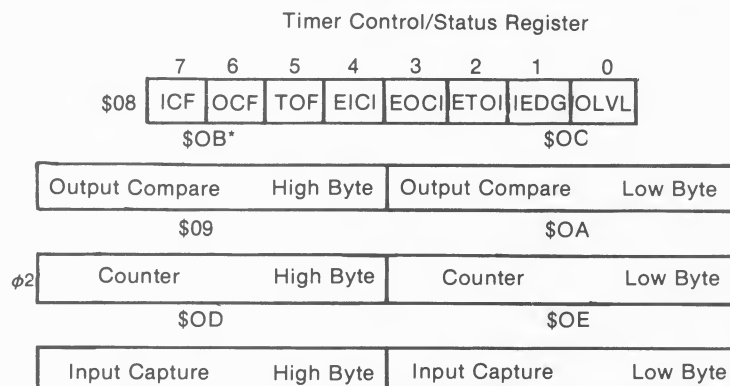 Timer Control/Status Register
7 6 5 4 3 2 1 0
$08 ICF OCF TOF EICI EOCI ETOI IEDG OLVL
$OB* $OC
Output Compare High Byte Output Compare Low Byte
$09 $OA
ϕ2 Counter High Byte Counter Low Byte
$OD $OE
Input Capture High Byte Input Capture Low Byte